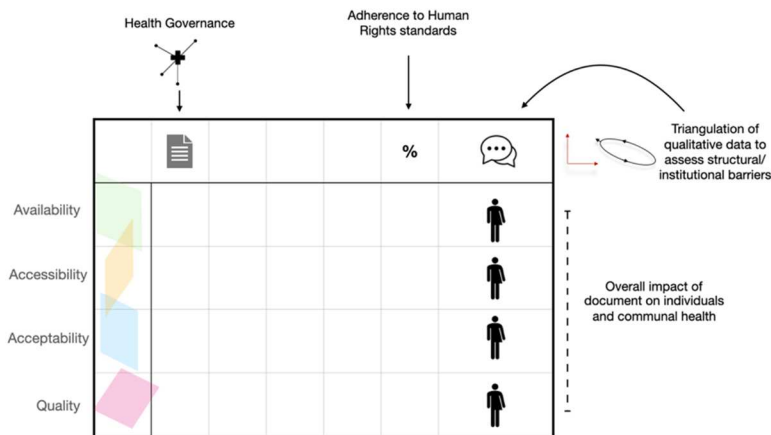 Health Governance
Adherence to Human
Rights standards
%
Triangulation of
qualitative data to
assess structural/
institutional barriers
Availability
Accessibility
Acceptability
Quality
Overall impact of
document on individuals
and communal health